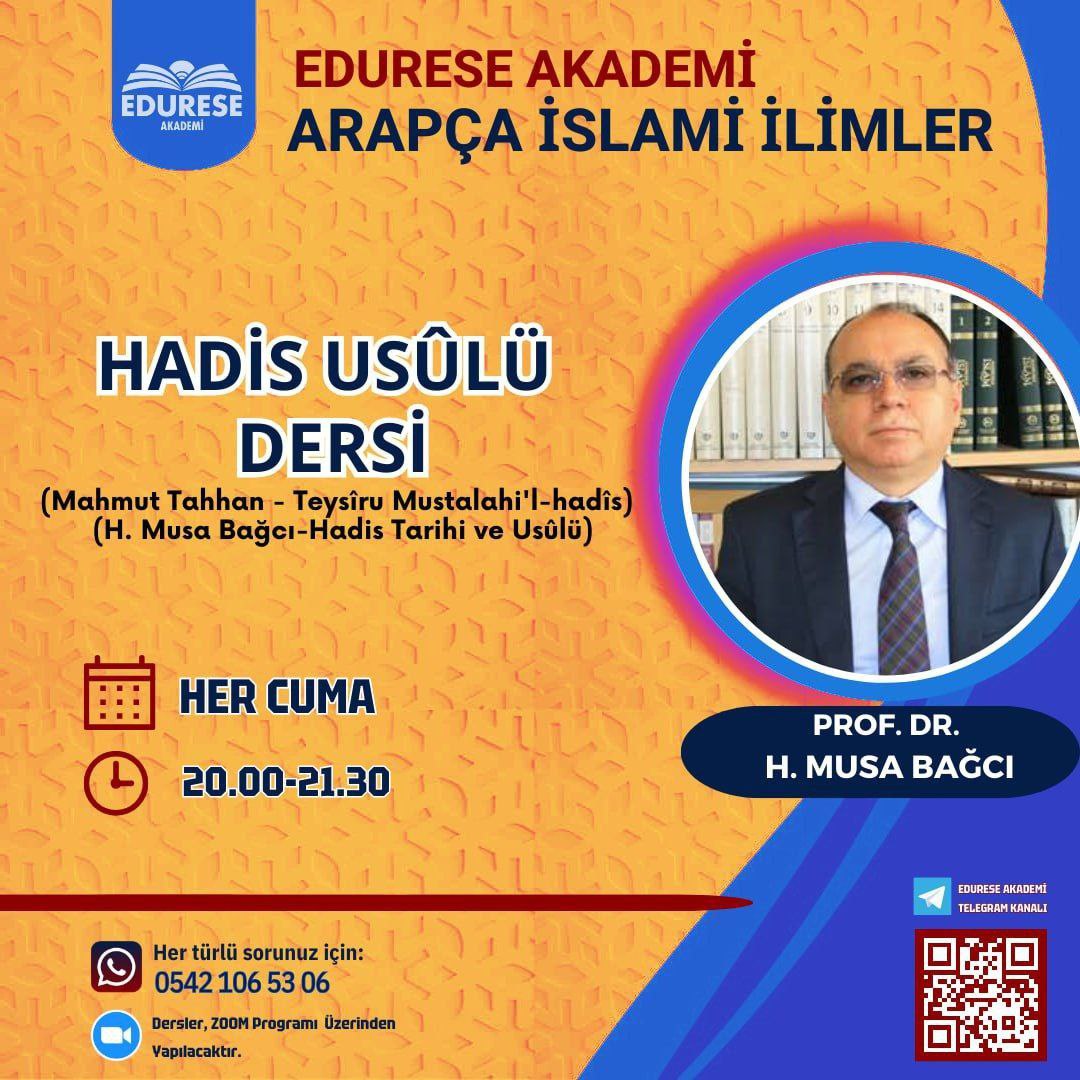 EDURESE
AKADEMİ
EDURESE AKADEMİ
ARAPÇA İSLAMİ İLİMLER
HADİS USÛLÜ
DERSİ
(Mahmut Tahhan - Teysîru Mustalahi'l-hadîs)
(H. Musa Bağcı-Hadis Tarihi ve Usûlü)
HER CUMA
20.00-21.30
PROF. DR.
H. MUSA BAĞCI
EDURESE AKADEMİ
TELEGRAM KANALI
Her türlü sorunuz için:
0542 106 53 06
Dersler, ZOOM Programı Üzerinden
Yapılacaktır.